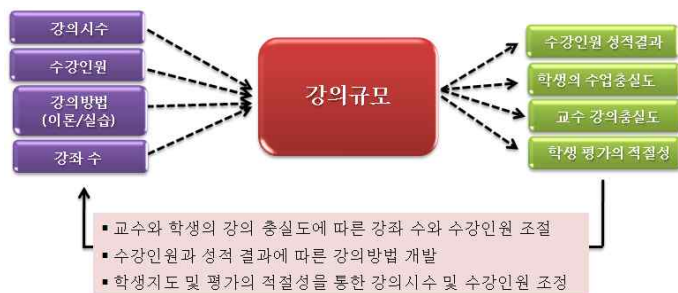 강의시수
수강인원
강의방법
(이론/실습)
강좌 수
강의규모
수강인원 성적결과
학생의 수업충실도
교수 강의충실도
학생 평가의 적절성
▪ 교수와 학생의 강의 충실도에 따른 강좌 수와 수강인원 조절
▪ 수강인원과 성적 결과에 따른 강의방법 개발
▪ 학생지도 및 평가의 적절성을 통한 강의시수 및 수강인원 조정